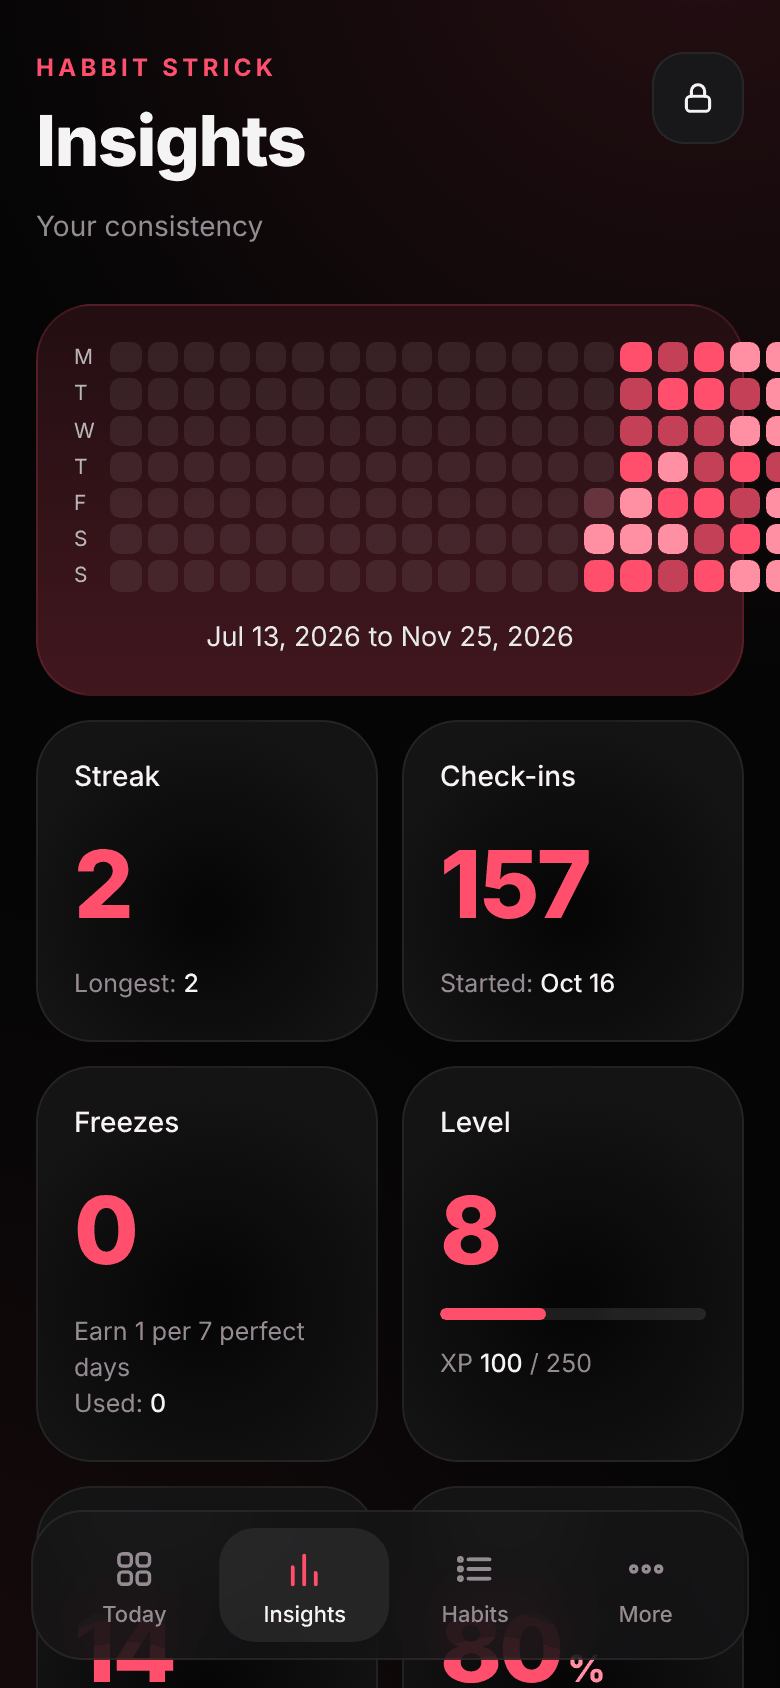 HABBIT STRICK
Insights
Your consistency
M
T
W
T
F
S
S
Jul 13, 2026 to Nov 25, 2026
Streak
2
Longest: 2
Check-ins
157
Started: Oct 16
Freezes
0
Earn 1 per 7 perfect
days
Used: 0
Level
8
XP 100 / 250
14
80%
Today
Insights
Habits
More